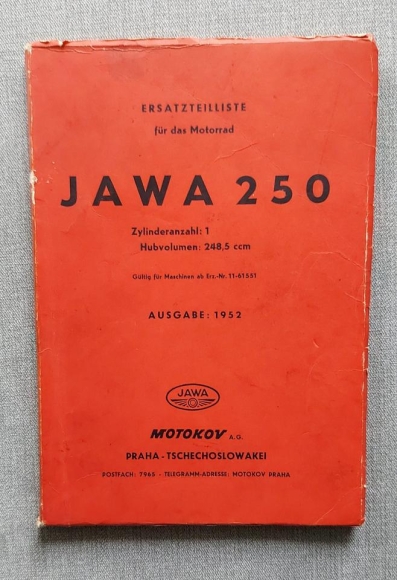 ERSATZTEILLISTE
für das Motorrad
JAWA 250
Zylinderanzahl: 1
Hubvolumen: 248,5 ccm
Gültig für Maschinen ab Erz.-Nr. 11-61551
AUSGABE: 1952
JAWA
MOTOKOV A.G.
PRAHA - TSCHECHOSLOWAKEI
POSTFACH: 7965 - TELEGRAMM-ADRESSE: MOTOKOV PRAHA